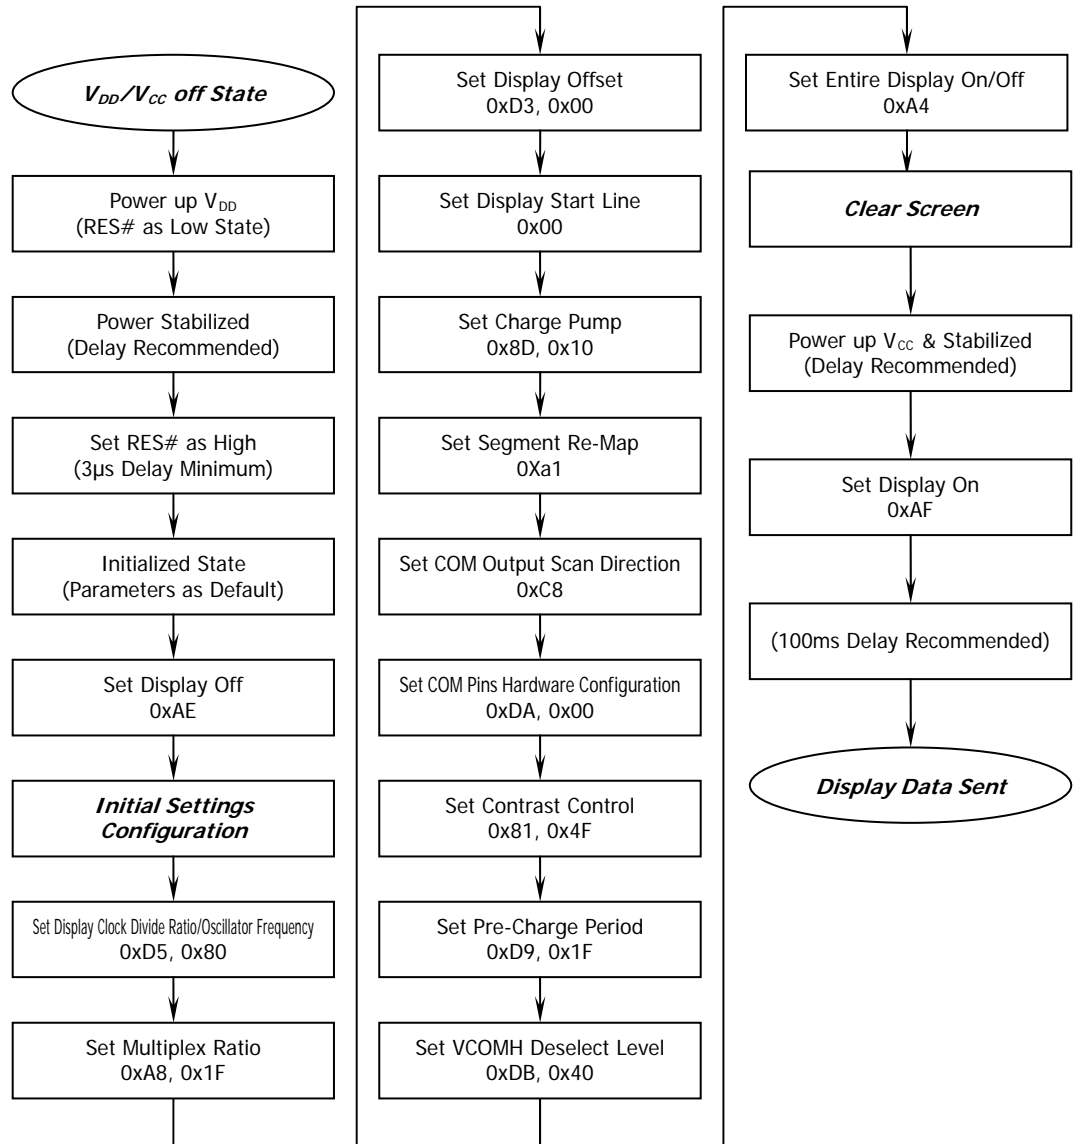 V_DD/V_CC off State
Power up V_DD
(RES# as Low State)
Power Stabilized
(Delay Recommended)
Set RES# as High
(3µs Delay Minimum)
Initialized State
(Parameters as Default)
Set Display Off
0xAE
Initial Settings
Configuration
Set Display Clock Divide Ratio/Oscillator Frequency
0xD5, 0x80
Set Multiplex Ratio
0xA8, 0x1F
Set Display Offset
0xD3, 0x00
Set Display Start Line
0x00
Set Charge Pump
0x8D, 0x10
Set Segment Re-Map
0Xa1
Set COM Output Scan Direction
0xC8
Set COM Pins Hardware Configuration
0xDA, 0x00
Set Contrast Control
0x81, 0x4F
Set Pre-Charge Period
0xD9, 0x1F
Set VCOMH Deselect Level
0xDB, 0x40
Set Entire Display On/Off
0xA4
Clear Screen
Power up V_CC & Stabilized
(Delay Recommended)
Set Display On
0xAF
(100ms Delay Recommended)
Display Data Sent